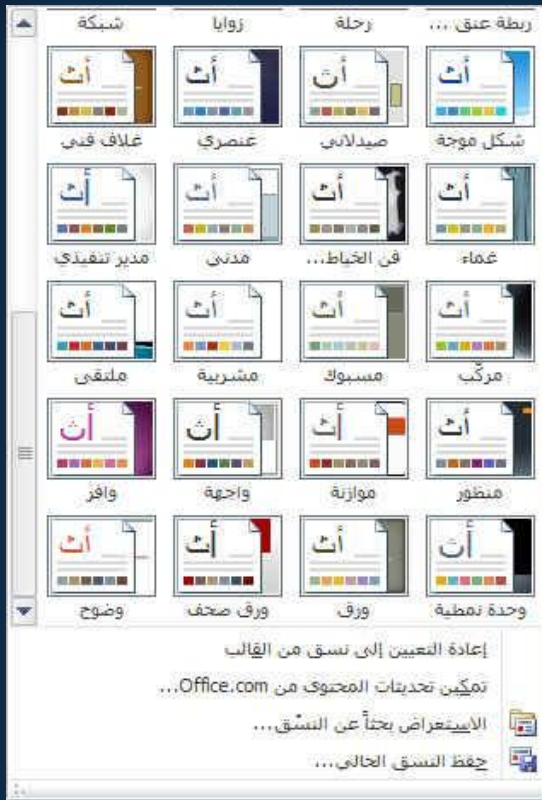 ربطة عنق ... رحلة زوايا شبكة
أث أث أث أث
شكل موجة صيدلاني عنصري غلاف فني
أث أث أث أث
غماء فن الخياط... مدني مدير تنفيذي
أث أث أث أث
مركّب مسبوك مشربية ملتقى
أث أث أث أث
منظور موازنة واجهة وافر
أث أث أث أث
وحدة نمطية ورق ورق صحف وضوح
إعادة التعيين إلى نسق من القالب
تمكين تحديثات المحتوى من Office.com...
الاستعراض بحثاً عن النسّق...
حفظ النسق الحالي...